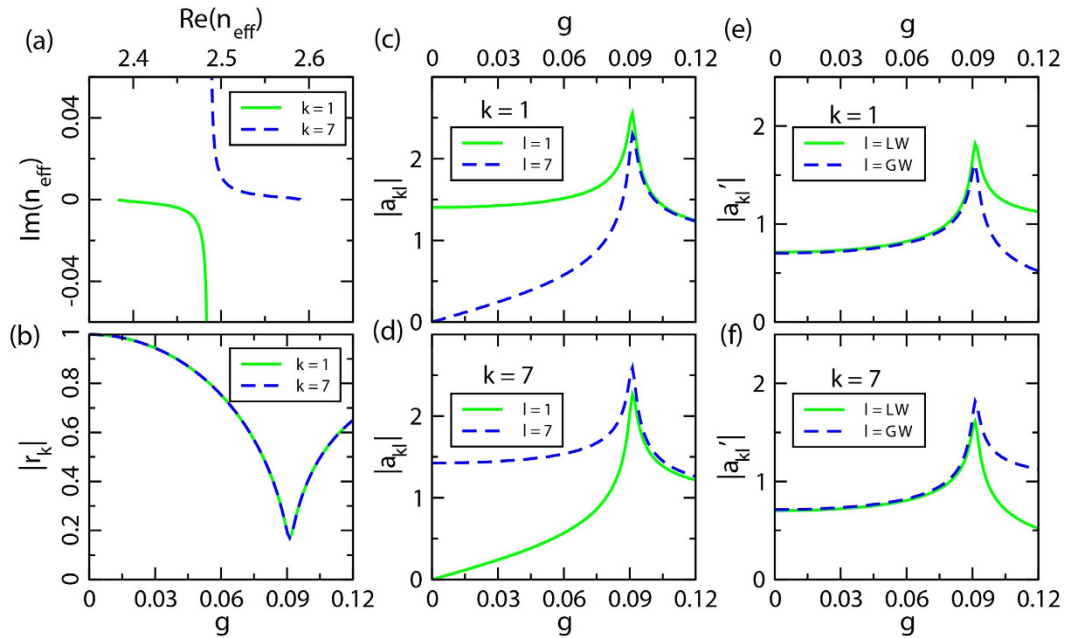 (a)
Re(n_eff)
2.4 2.5 2.6
Im(n_eff)
0.04
0
-0.04
k = 1
k = 7
(b)
|r_k|
1
0.8
0.6
0.4
0.2
0
k = 1
k = 7
0 0.03 0.06 0.09 0.12
g
(c)
g
0 0.03 0.06 0.09 0.12
|a_kl|
2
1
0
k = 1
l = 1
l = 7
(d)
|a_kl|
2
1
0
k = 7
l = 1
l = 7
0 0.03 0.06 0.09 0.12
g
(e)
g
0 0.03 0.06 0.09 0.12
|a_kl'|
2
1
0
k = 1
l = LW
l = GW
(f)
|a_kl'|
2
1
0
k = 7
l = LW
l = GW
0 0.03 0.06 0.09 0.12
g